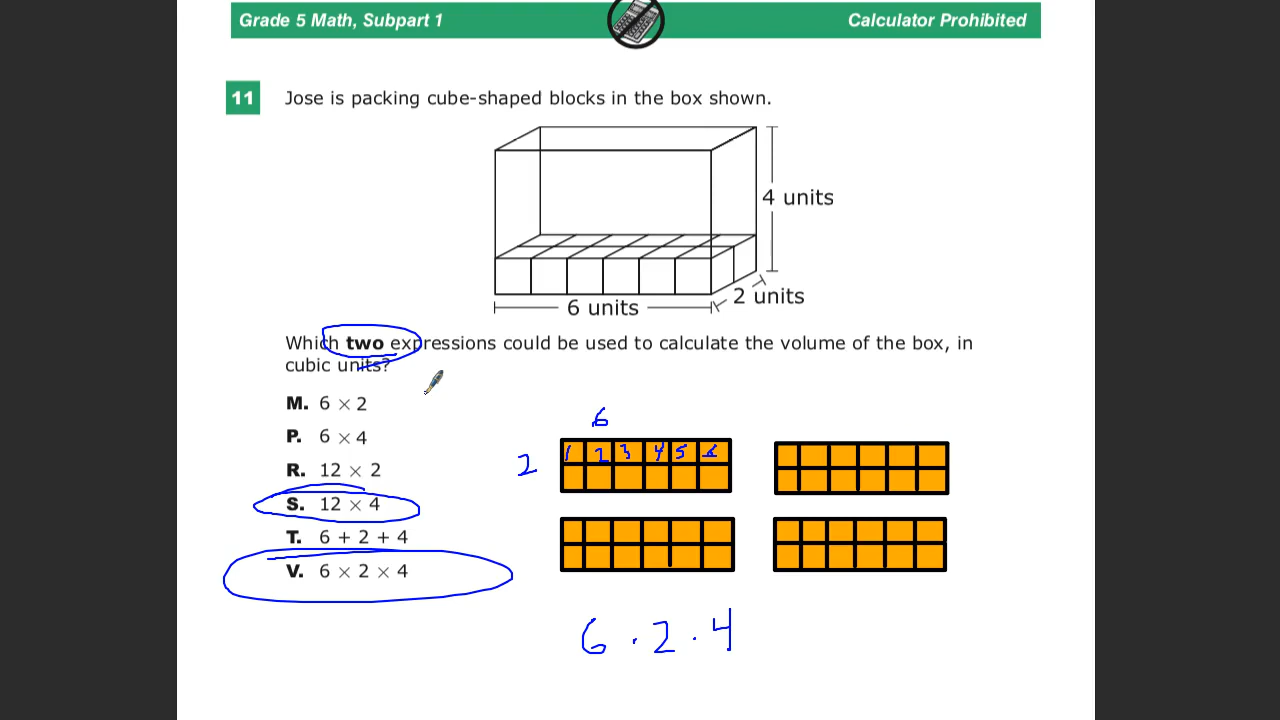 Grade 5 Math, Subpart 1
Calculator Prohibited
11 Jose is packing cube-shaped blocks in the box shown.
4 units
2 units
6 units
Which two expressions could be used to calculate the volume of the box, in
cubic units?
M. 6 × 2
P. 6 × 4
R. 12 × 2
S. 12 × 4
T. 6 + 2 + 4
V. 6 × 2 × 4
6
2
1 2 3 4 5 6
6 · 2 · 4